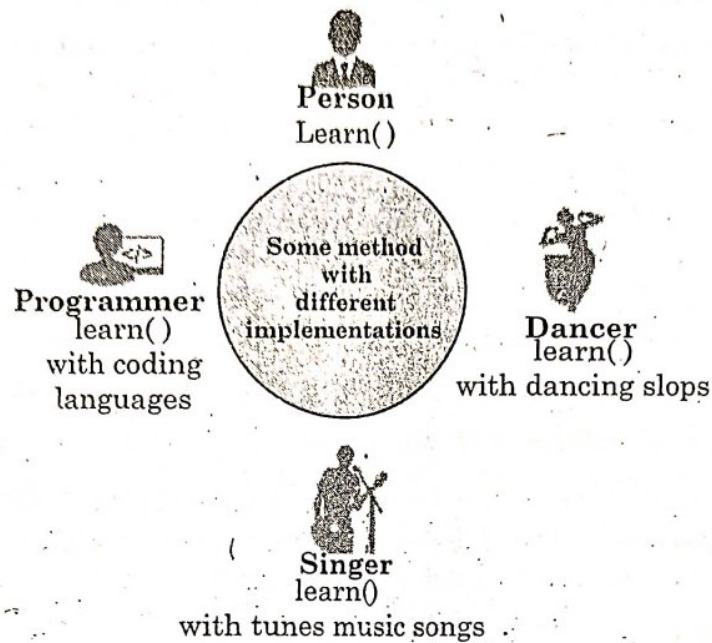 Person
Learn()
Some method
with
different
implementations
</>
Programmer
learn()
with coding
languages
Dancer
learn()
with dancing slops
Singer
learn()
with tunes music songs